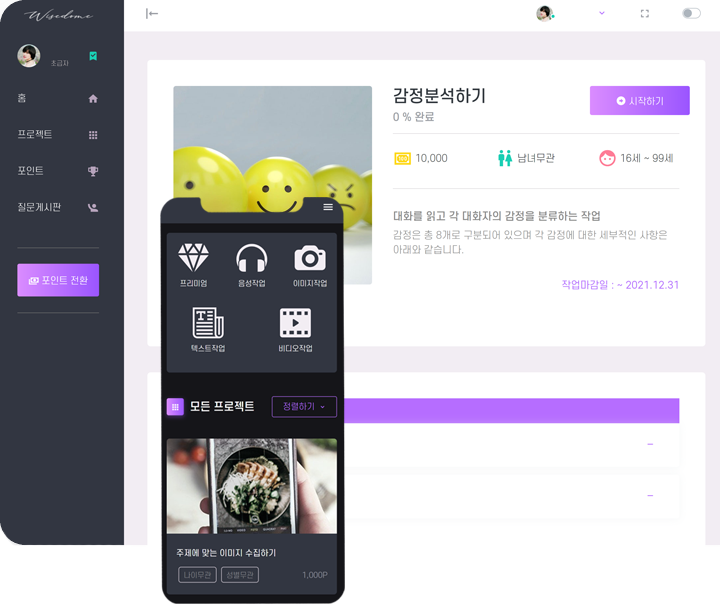 Wisedome
초급자
홈
프로젝트
포인트
질문게시판
포인트 전환
감정분석하기
0 % 완료
시작하기
10,000
남녀무관
16세 ~ 99세
대화를 읽고 각 대화자의 감정을 분류하는 작업
감정은 총 8개로 구분되어 있으며 각 감정에 대한 세부적인 사항은
아래와 같습니다.
작업마감일 : ~ 2021.12.31
프리미엄
음성작업
이미지작업
텍스트작업
비디오작업
모든 프로젝트
정렬하기
주제에 맞는 이미지 수집하기
나이무관
성별무관
1,000P